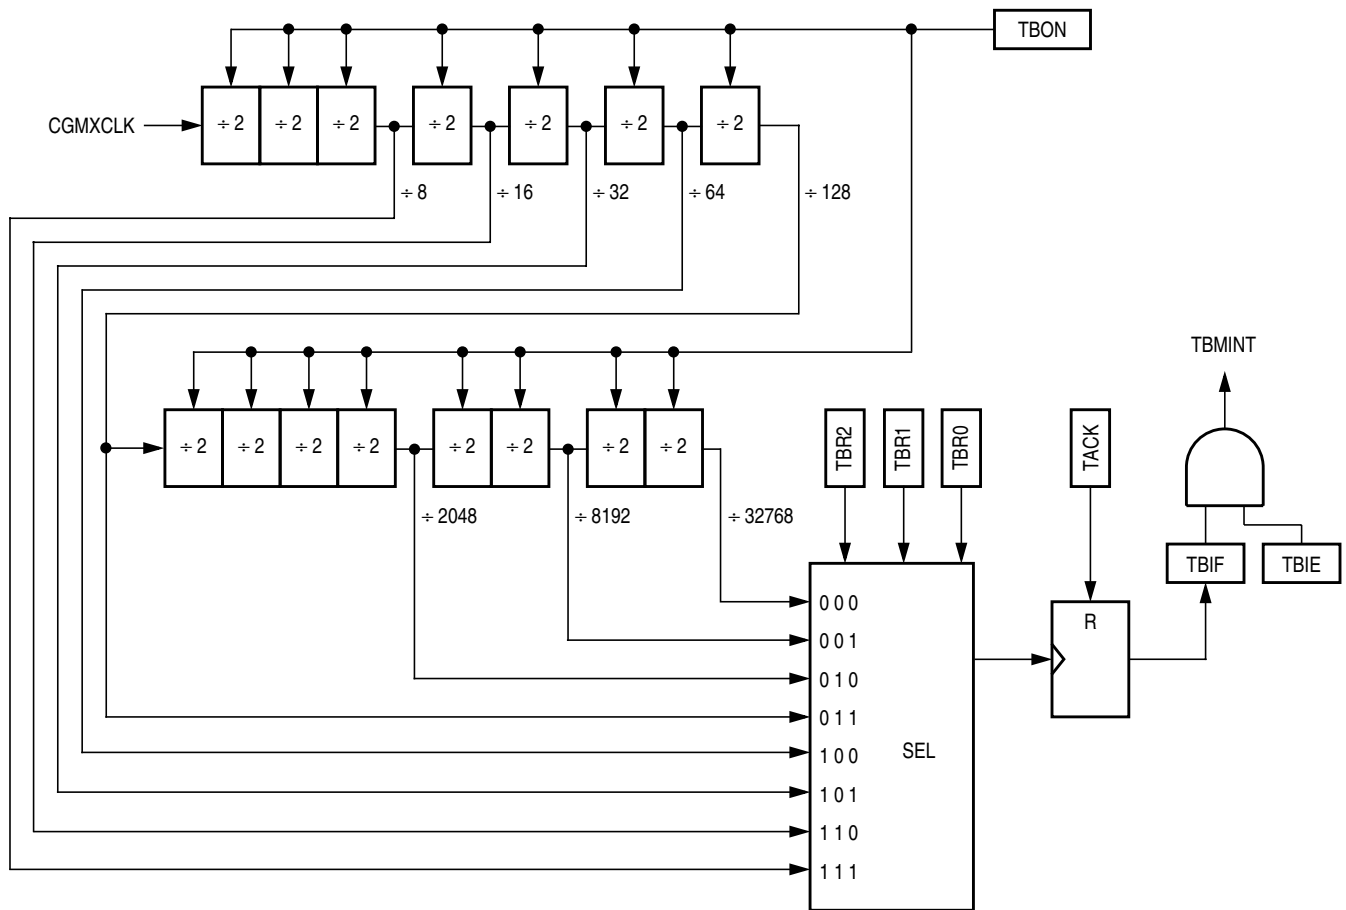 TBON
CGMXCLK
÷ 2
÷ 2
÷ 2
÷ 2
÷ 2
÷ 2
÷ 2
÷ 8
÷ 16
÷ 32
÷ 64
÷ 128
TBMINT
÷ 2
÷ 2
÷ 2
÷ 2
÷ 2
÷ 2
÷ 2
÷ 2
TBR2
TBR1
TBR0
TACK
÷ 2048
÷ 8192
÷ 32768
TBIF
TBIE
0 0 0
0 0 1
0 1 0
0 1 1
1 0 0
1 0 1
1 1 0
1 1 1
SEL
R